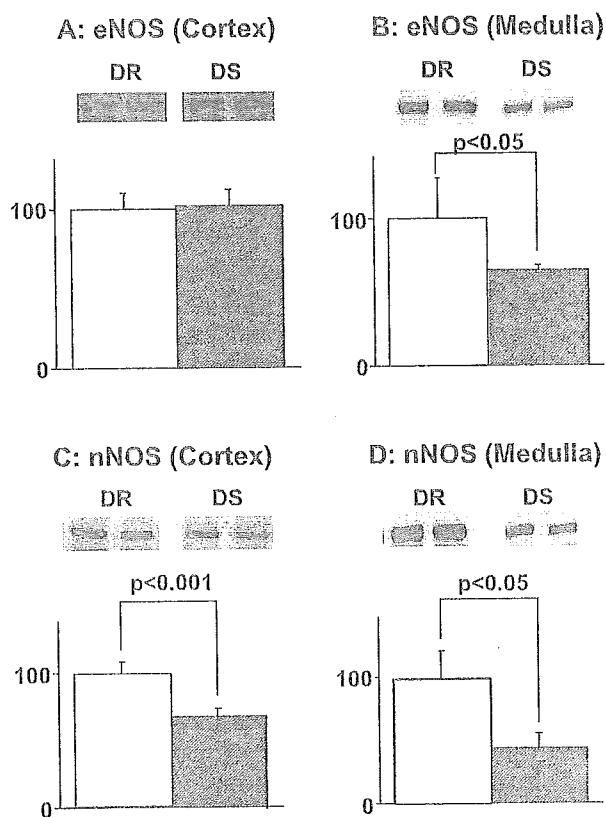 A: eNOS (Cortex)
DR DS
100
0
B: eNOS (Medulla)
DR DS
p<0.05
100
0
C: nNOS (Cortex)
DR DS
p<0.001
100
0
D: nNOS (Medulla)
DR DS
p<0.05
100
0